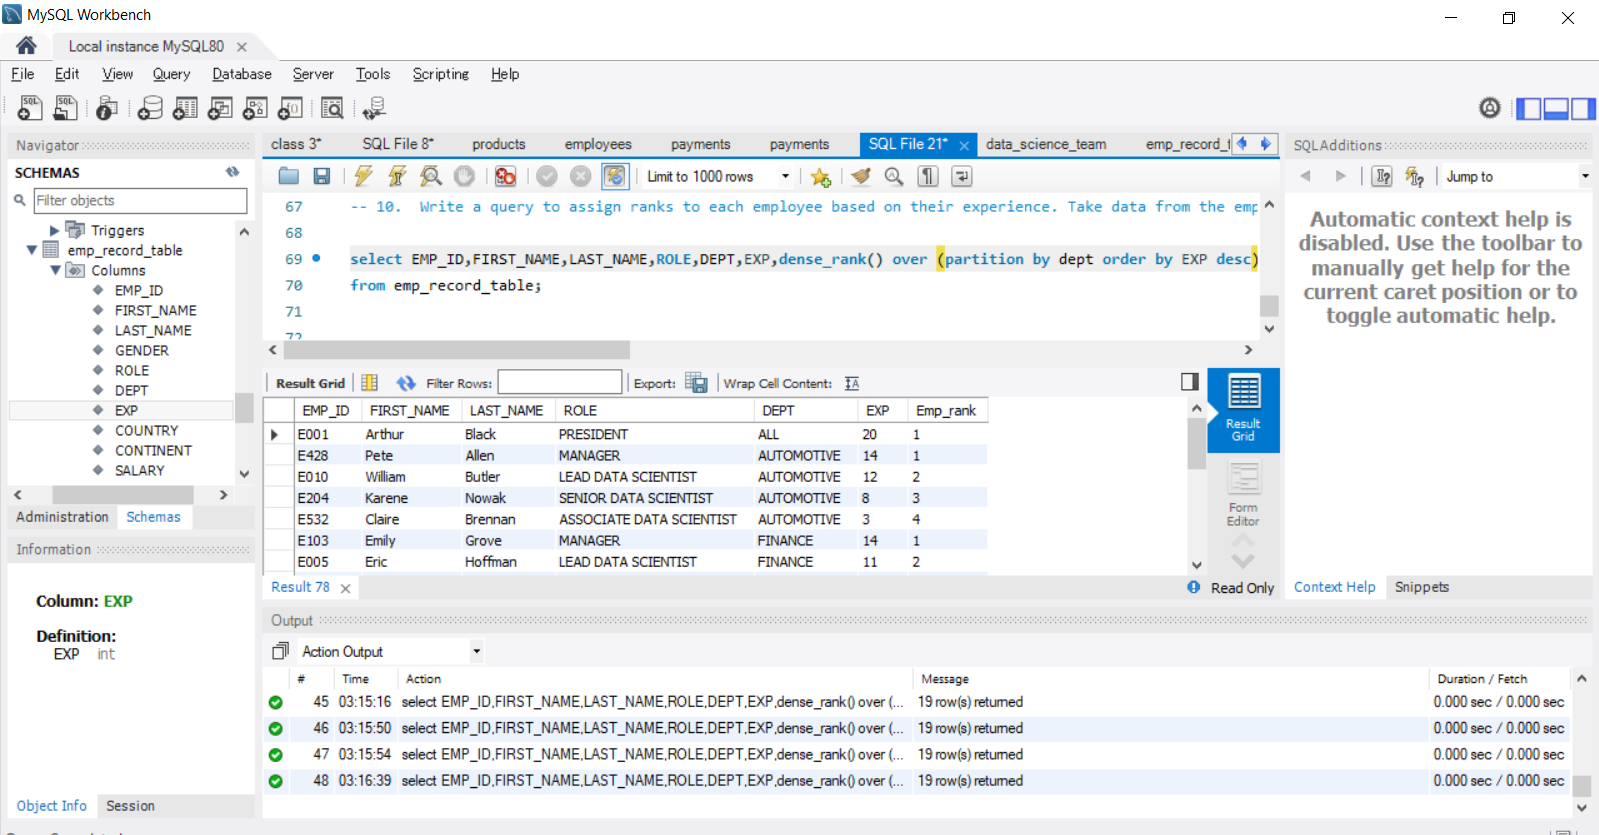 MySQL Workbench
Local instance MySQL80
File Edit View Query Database Server Tools Scripting Help
Navigator
SCHEMAS
Filter objects
Triggers
emp_record_table
Columns
EMP_ID
FIRST_NAME
LAST_NAME
GENDER
ROLE
DEPT
EXP
COUNTRY
CONTINENT
SALARY
Administration Schemas
Information
Column: EXP
Definition:
EXP int
Object Info Session
class 3* SQL File 8* products employees payments payments SQL File 21* data_science_team emp_record_t
Limit to 1000 rows
67 -- 10. Write a query to assign ranks to each employee based on their experience. Take data from the emp
68
69 select EMP_ID,FIRST_NAME,LAST_NAME,ROLE,DEPT,EXP,dense_rank() over (partition by dept order by EXP desc)
70 from emp_record_table;
71
72
Result Grid Filter Rows: Export: Wrap Cell Content:
EMP_ID FIRST_NAME LAST_NAME ROLE DEPT EXP Emp_rank
E001 Arthur Black PRESIDENT ALL 20 1
E428 Pete Allen MANAGER AUTOMOTIVE 14 1
E010 William Butler LEAD DATA SCIENTIST AUTOMOTIVE 12 2
E204 Karene Nowak SENIOR DATA SCIENTIST AUTOMOTIVE 8 3
E532 Claire Brennan ASSOCIATE DATA SCIENTIST AUTOMOTIVE 3 4
E103 Emily Grove MANAGER FINANCE 14 1
E005 Eric Hoffman LEAD DATA SCIENTIST FINANCE 11 2
Result Grid
Form Editor
Result 78
Read Only
SQLAdditions
Jump to
Automatic context help is
disabled. Use the toolbar to
manually get help for the
current caret position or to
toggle automatic help.
Context Help Snippets
Output
Action Output
# Time Action Message Duration / Fetch
45 03:15:16 select EMP_ID,FIRST_NAME,LAST_NAME,ROLE,DEPT,EXP,dense_rank() over (... 19 row(s) returned 0.000 sec / 0.000 sec
46 03:15:50 select EMP_ID,FIRST_NAME,LAST_NAME,ROLE,DEPT,EXP,dense_rank() over (... 19 row(s) returned 0.000 sec / 0.000 sec
47 03:15:54 select EMP_ID,FIRST_NAME,LAST_NAME,ROLE,DEPT,EXP,dense_rank() over (... 19 row(s) returned 0.000 sec / 0.000 sec
48 03:16:39 select EMP_ID,FIRST_NAME,LAST_NAME,ROLE,DEPT,EXP,dense_rank() over (... 19 row(s) returned 0.000 sec / 0.000 sec